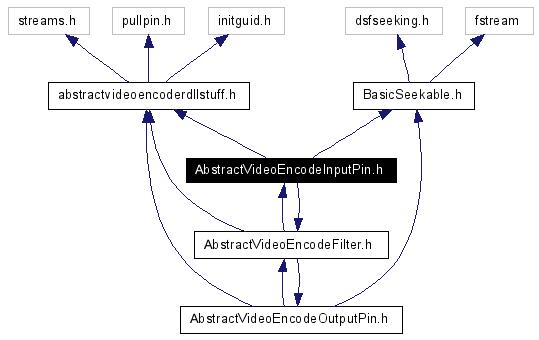 streams.h
pullpin.h
initguid.h
dsfseeking.h
fstream
abstractvideoencoderdllstuff.h
BasicSeekable.h
AbstractVideoEncodeInputPin.h
AbstractVideoEncodeFilter.h
AbstractVideoEncodeOutputPin.h